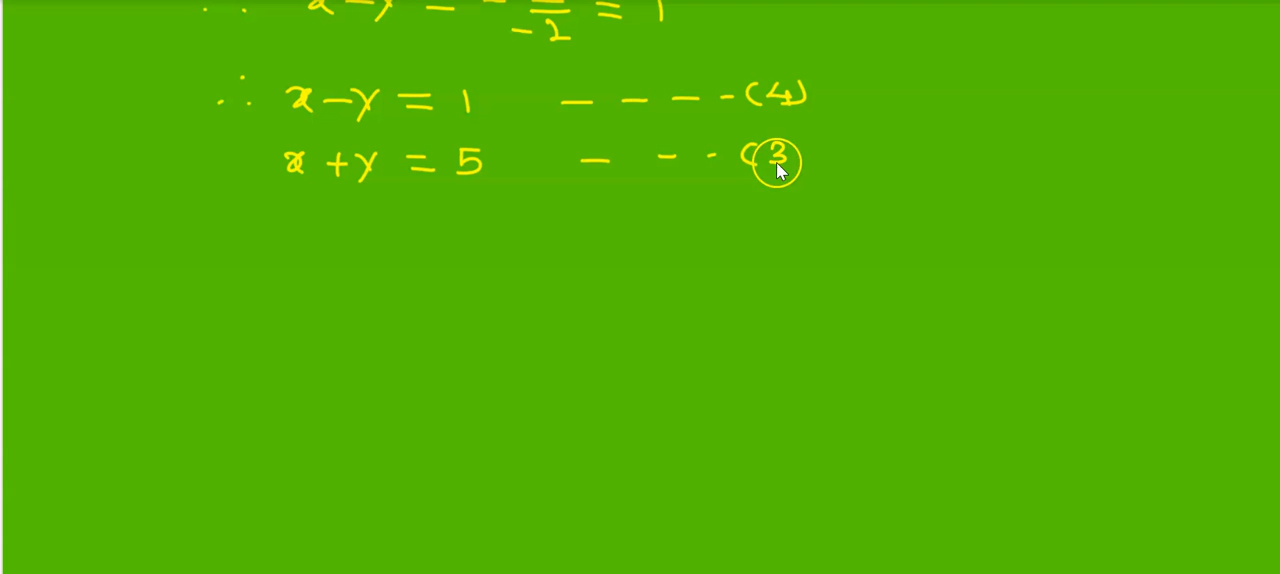 ∴ x-y = 1 ----(4)
x+y = 5 ---(3